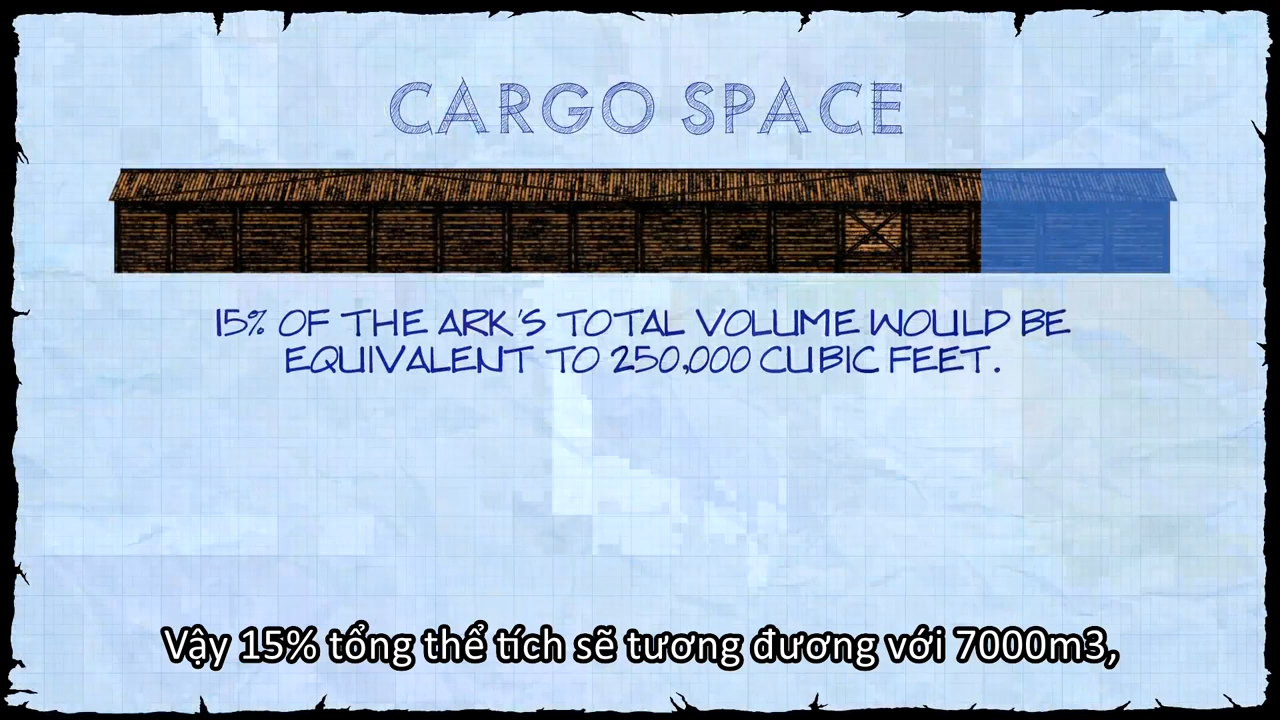 CARGO SPACE
15% OF THE ARK'S TOTAL VOLUME WOULD BE
EQUIVALENT TO 250,000 CUBIC FEET.
Vậy 15% tổng thể tích sẽ tương đương với 7000m3,